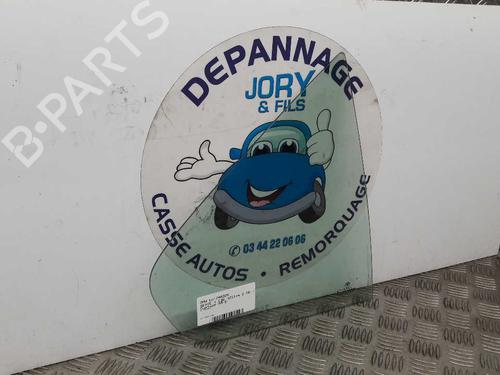 B-PARTS
DEPANNAGE
JORY
& FILS
CASSE AUTOS • REMORQUAGE
03 44 22 06 06